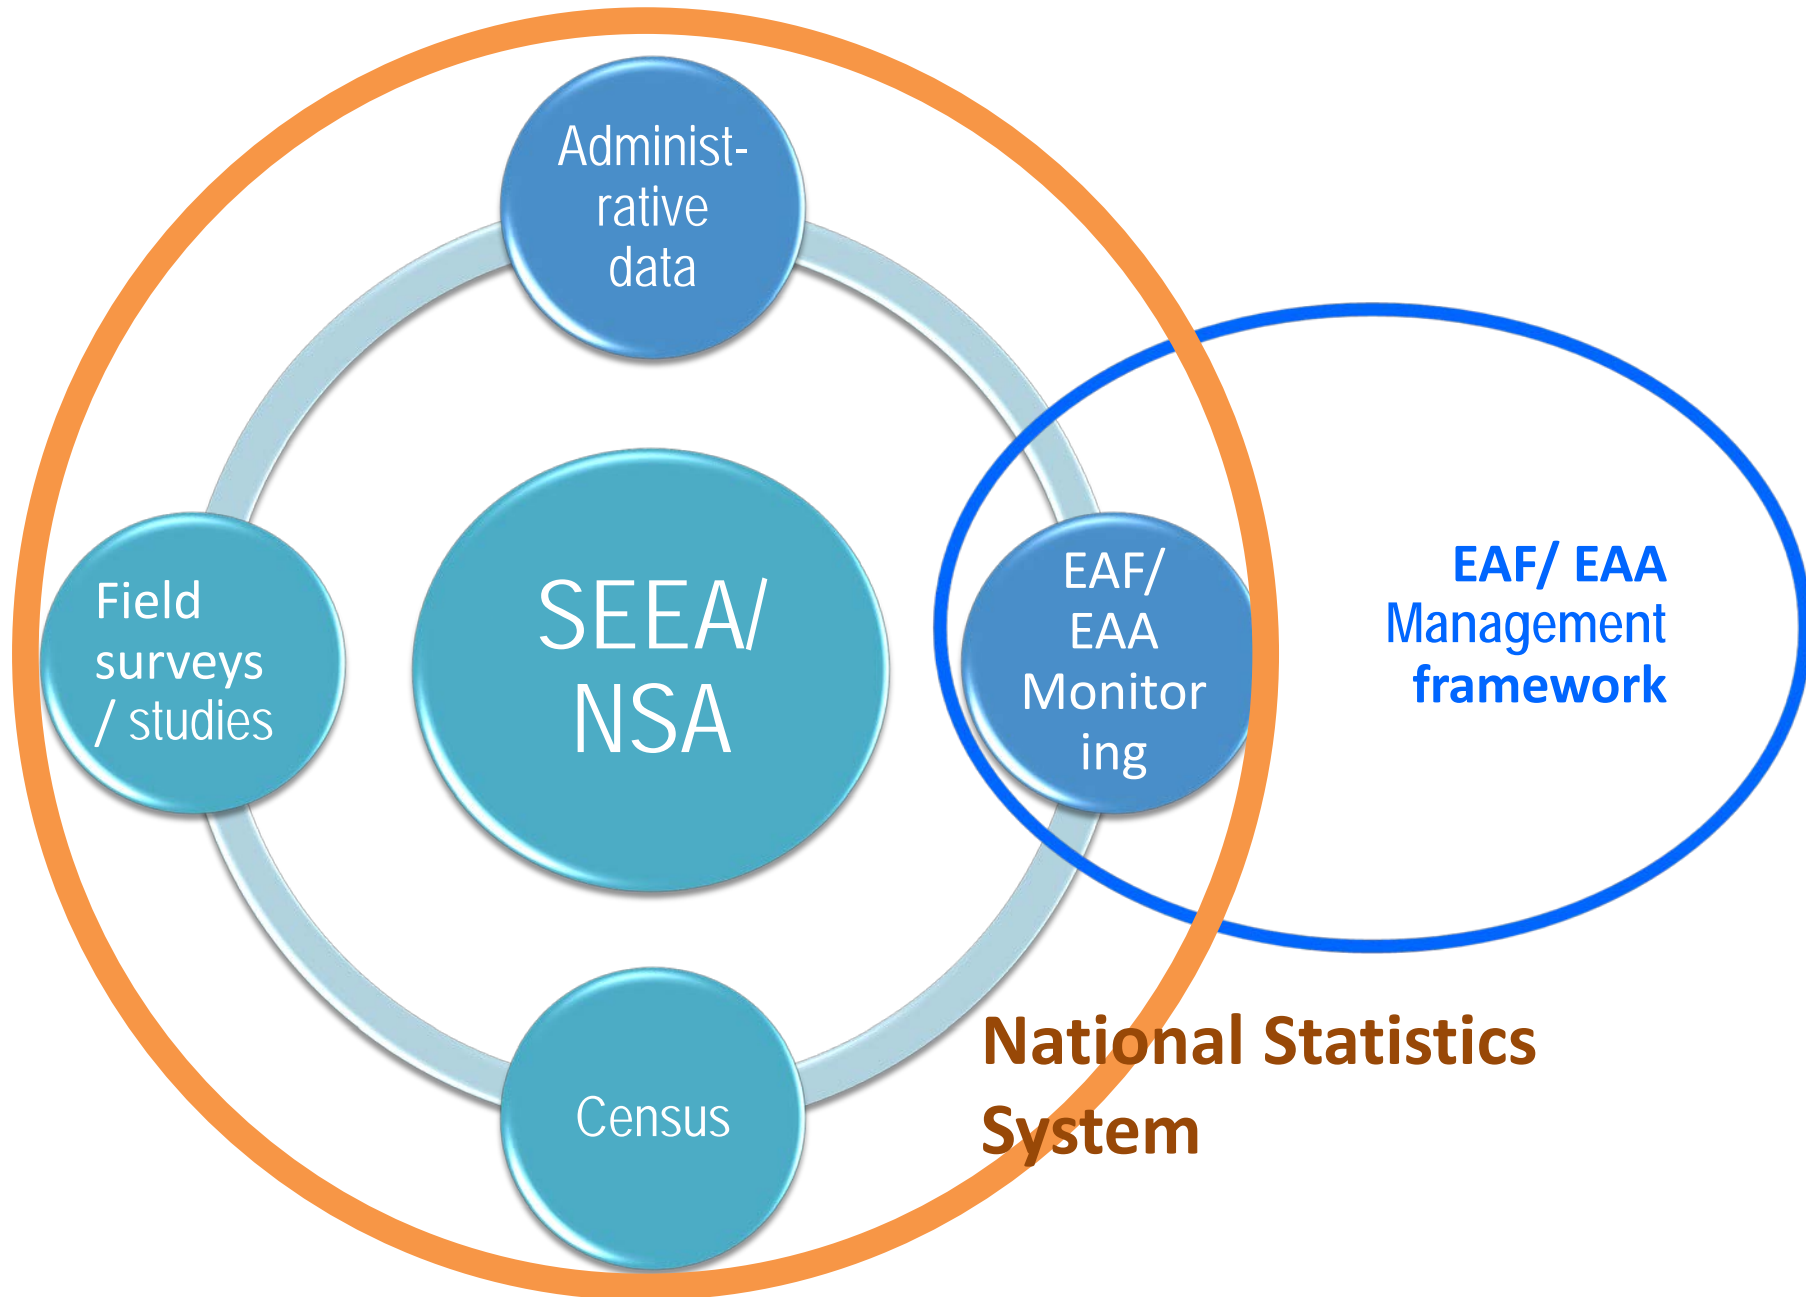 Administ-
rative
data
Field
surveys
/ studies
SEEA/
NSA
EAF/
EAA
Monitor
ing
EAF/ EAA
Management
framework
Census
National Statistics
System